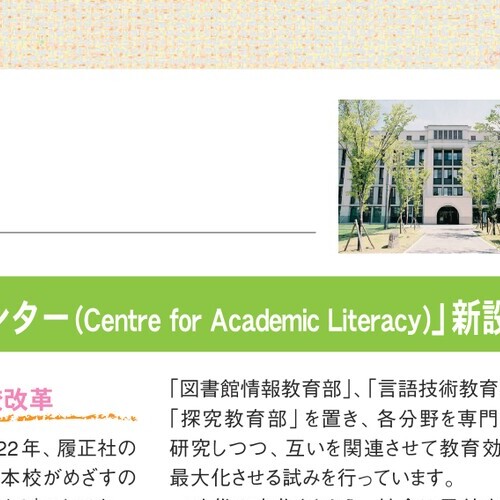 ンター(Centre for Academic Literacy)」新設
改革
22年、履正社の
本校がめざすの
「図書館情報教育部」、「言語技術教育
「探究教育部」を置き、各分野を専門
研究しつつ、互いを関連させて教育効
最大化させる試みを行っています。